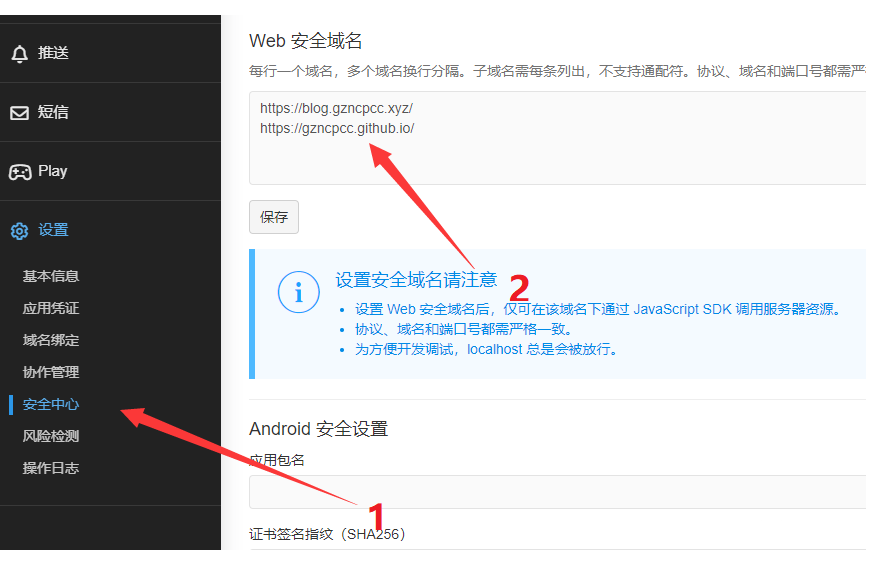 推送
短信
Play
设置
基本信息
应用凭证
域名绑定
协作管理
安全中心
风险检测
操作日志
Web 安全域名
每行一个域名，多个域名换行分隔。子域名需每条列出，不支持通配符。协议、域名和端口号都需严
https://blog.gzncpcc.xyz/
https://gzncpcc.github.io/
保存
设置安全域名请注意
2
设置 Web 安全域名后，仅可在该域名下通过 JavaScript SDK 调用服务器资源。
协议、域名和端口号都需严格一致。
为方便开发调试，localhost 总是会被放行。
Android 安全设置
应用包名
1
证书签名指纹（SHA256）